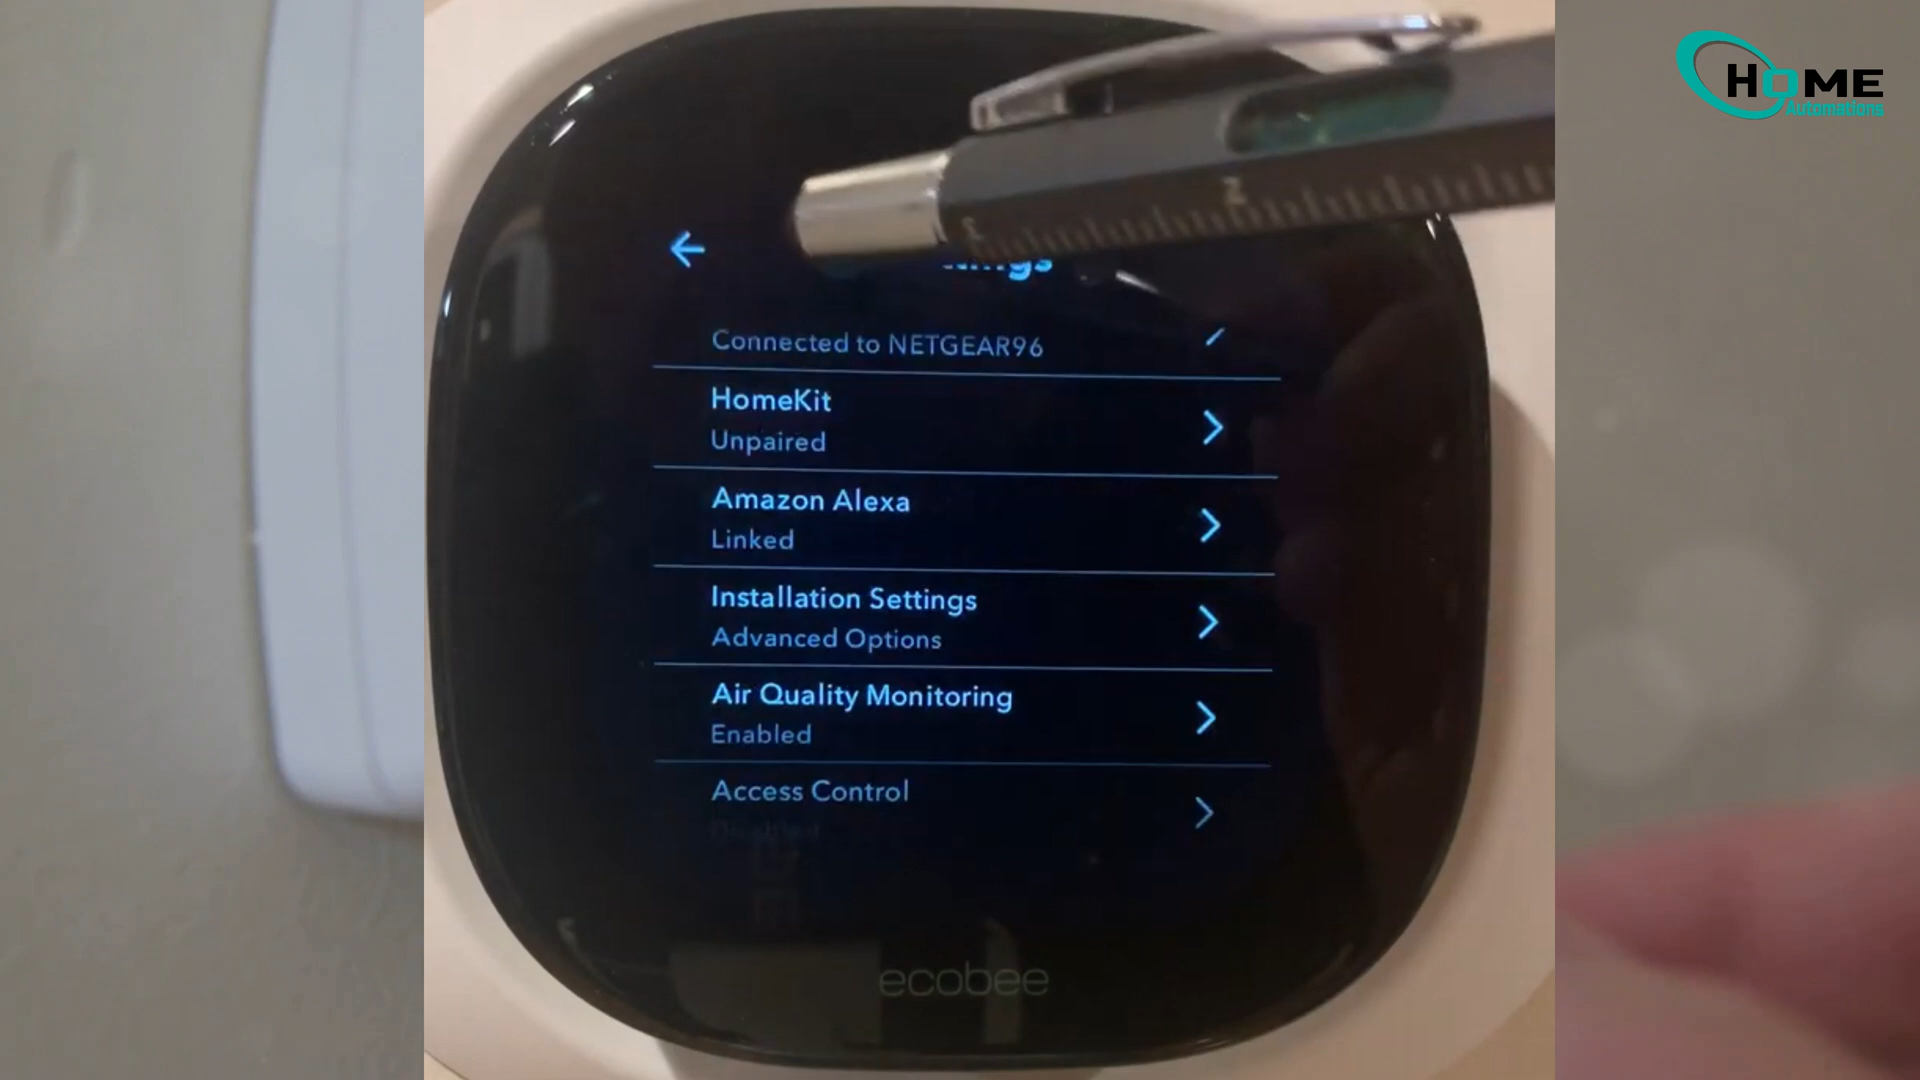 HOME
Automations
Connected to NETGEAR96
HomeKit
Unpaired
Amazon Alexa
Linked
Installation Settings
Advanced Options
Air Quality Monitoring
Enabled
Access Control
ecobee